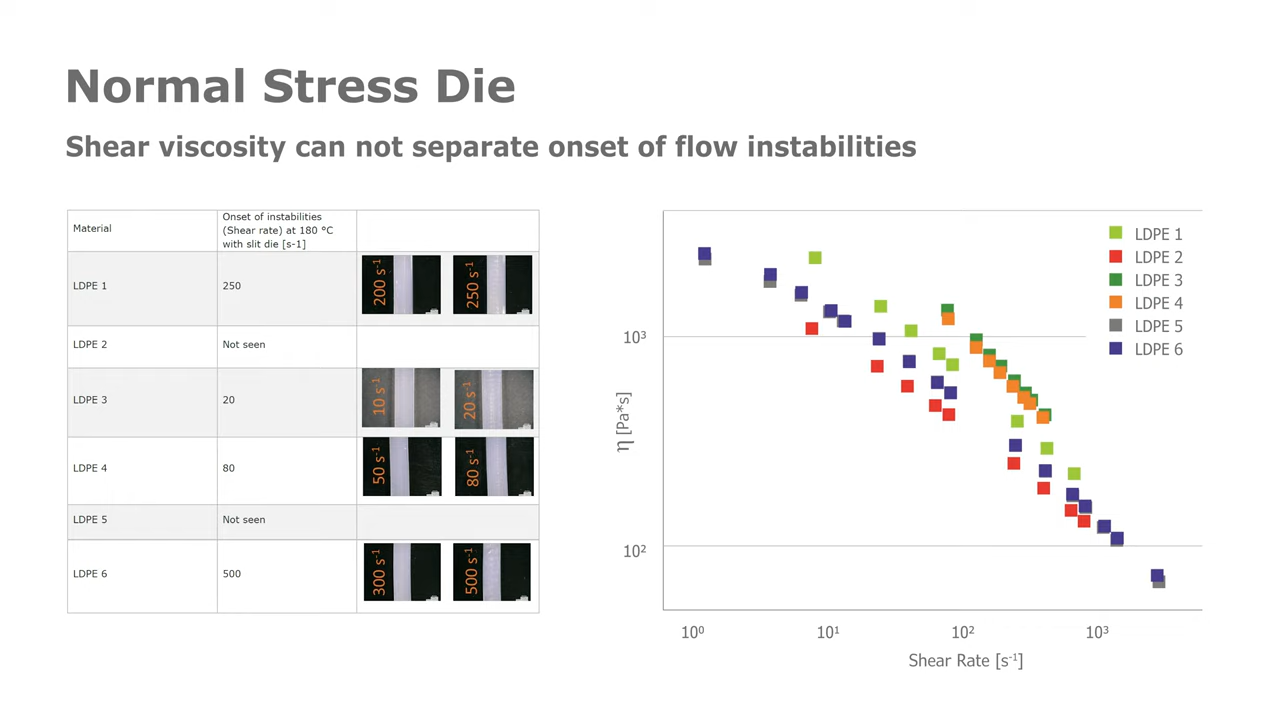 Normal Stress Die
Shear viscosity can not separate onset of flow instabilities
Material
Onset of instabilities
(Shear rate) at 180 °C
with slit die [s-1]
LDPE 1
250
200 s⁻¹
250 s⁻¹
LDPE 2
Not seen
LDPE 3
20
10 s⁻¹
20 s⁻¹
LDPE 4
80
50 s⁻¹
80 s⁻¹
LDPE 5
Not seen
LDPE 6
500
300 s⁻¹
500 s⁻¹
η [Pa*s]
10³
10²
LDPE 1
LDPE 2
LDPE 3
LDPE 4
LDPE 5
LDPE 6
10⁰ 10¹ 10² 10³
Shear Rate [s⁻¹]